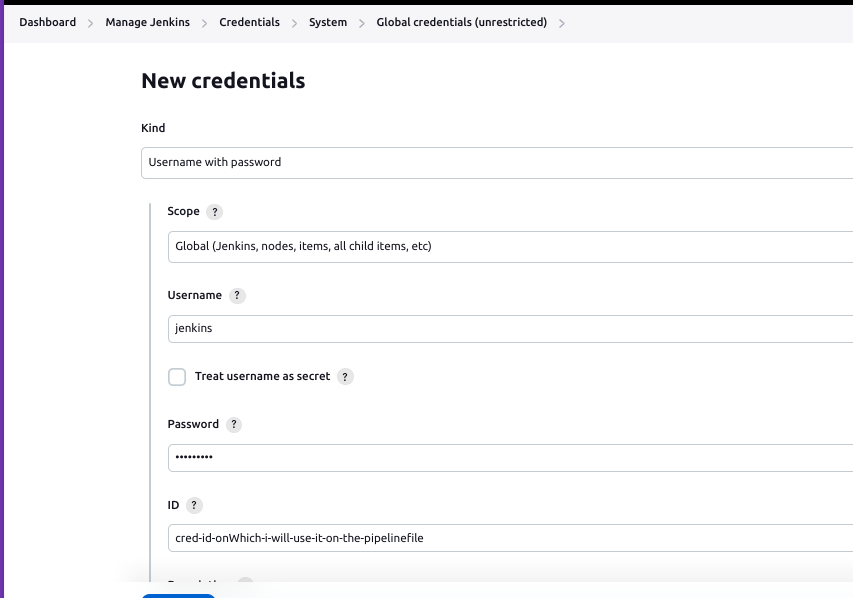 Dashboard > Manage Jenkins > Credentials > System > Global credentials (unrestricted) >
New credentials
Kind
Username with password
Scope ?
Global (Jenkins, nodes, items, all child items, etc)
Username ?
jenkins
Treat username as secret ?
Password ?
•••••••••
ID ?
cred-id-onWhich-i-will-use-it-on-the-pipelinefile